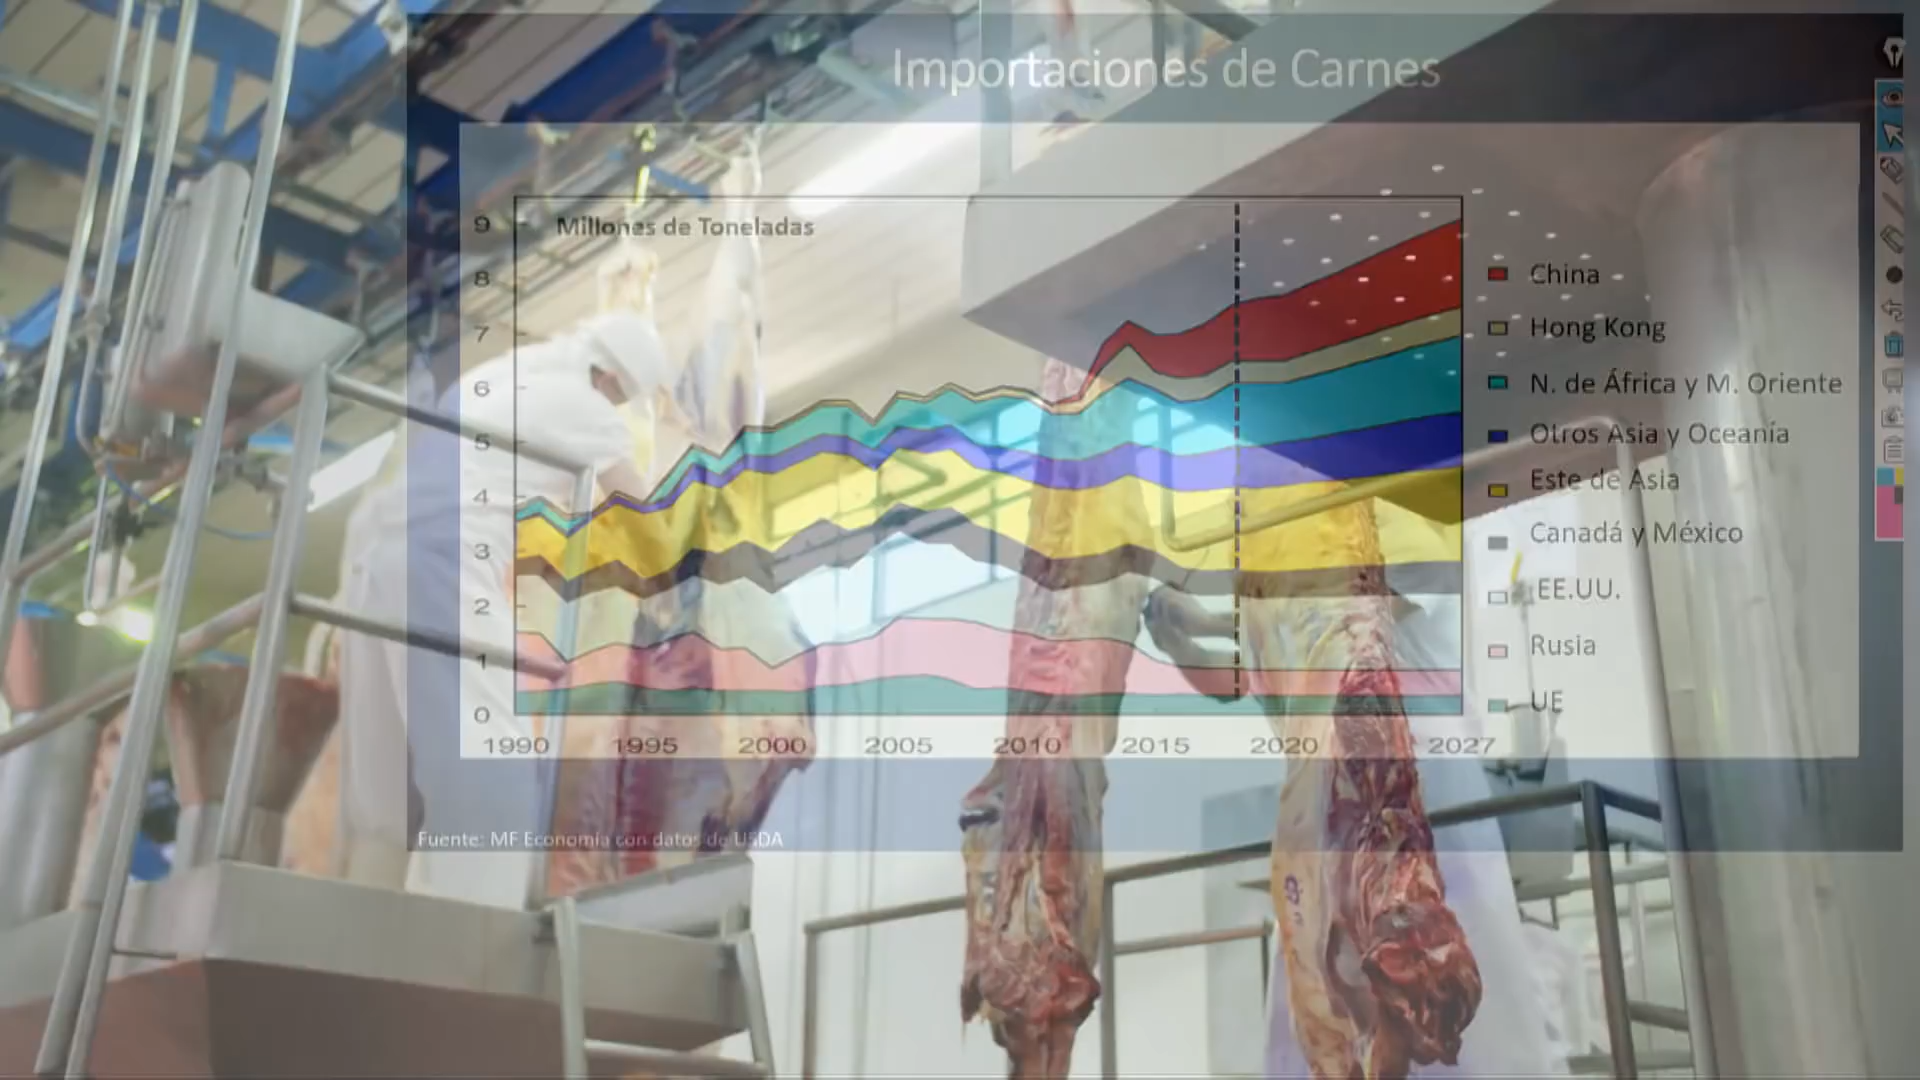 Importaciones de Carnes
Millones de Toneladas
9
8
7
6
5
4
3
2
1
0
1990 1995 2000 2005 2010 2015 2020 2027
China
Hong Kong
N. de África y M. Oriente
Otros Asia y Oceanía
Este de Asia
Canadá y México
EE.UU.
Rusia
UE
Fuente: MF Economía con datos de USDA